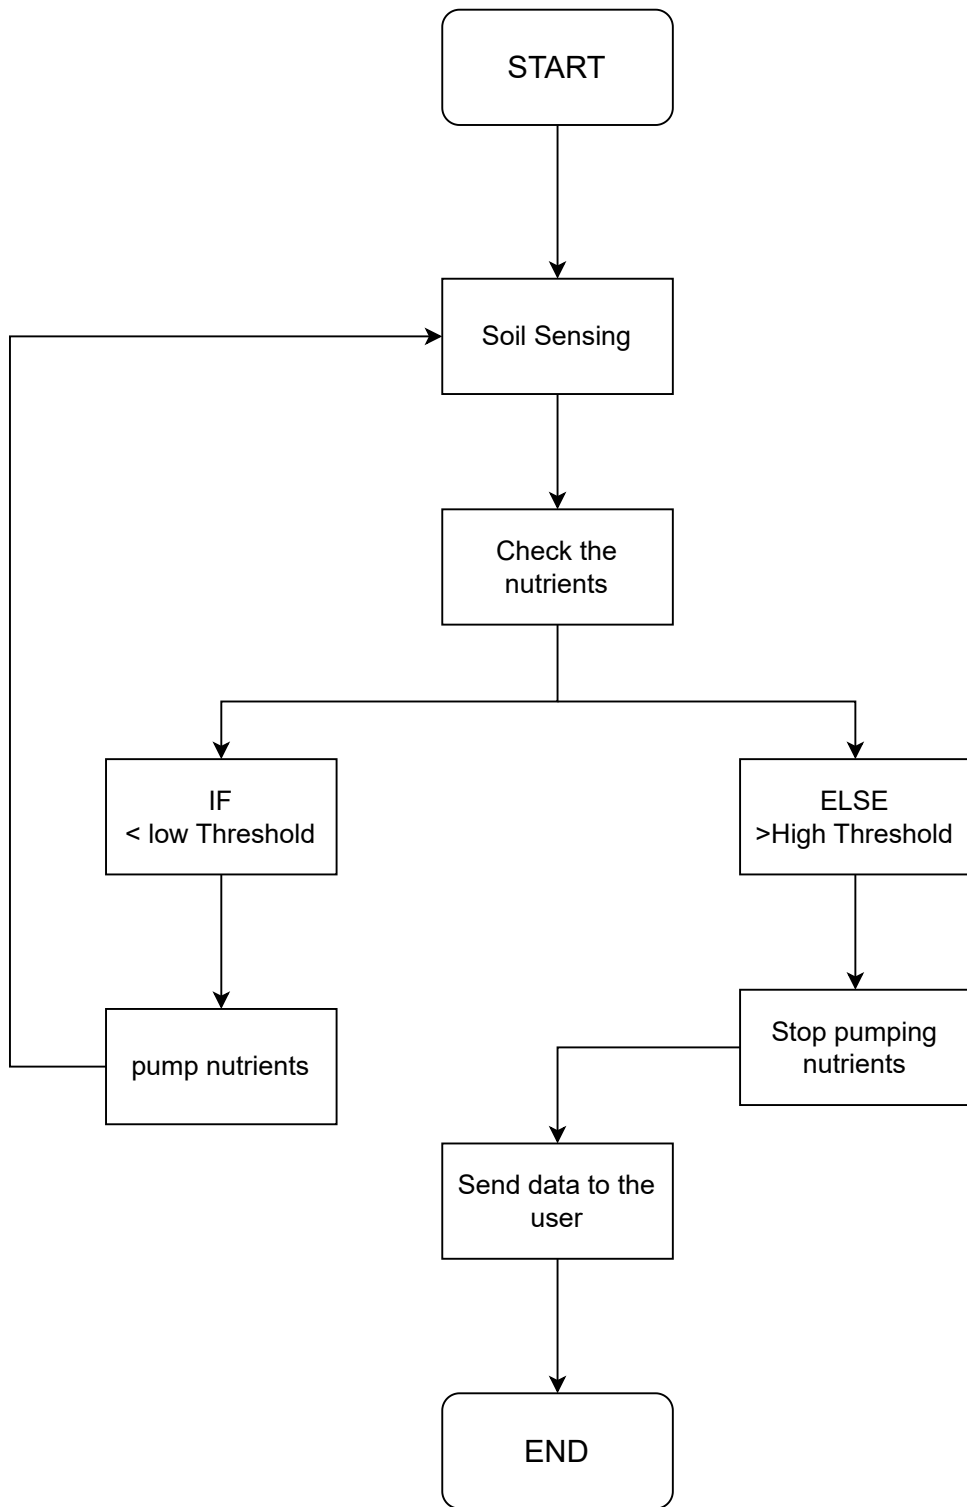 START
Soil Sensing
Check the
nutrients
IF
< low Threshold
ELSE
>High Threshold
pump nutrients
Stop pumping
nutrients
Send data to the
user
END